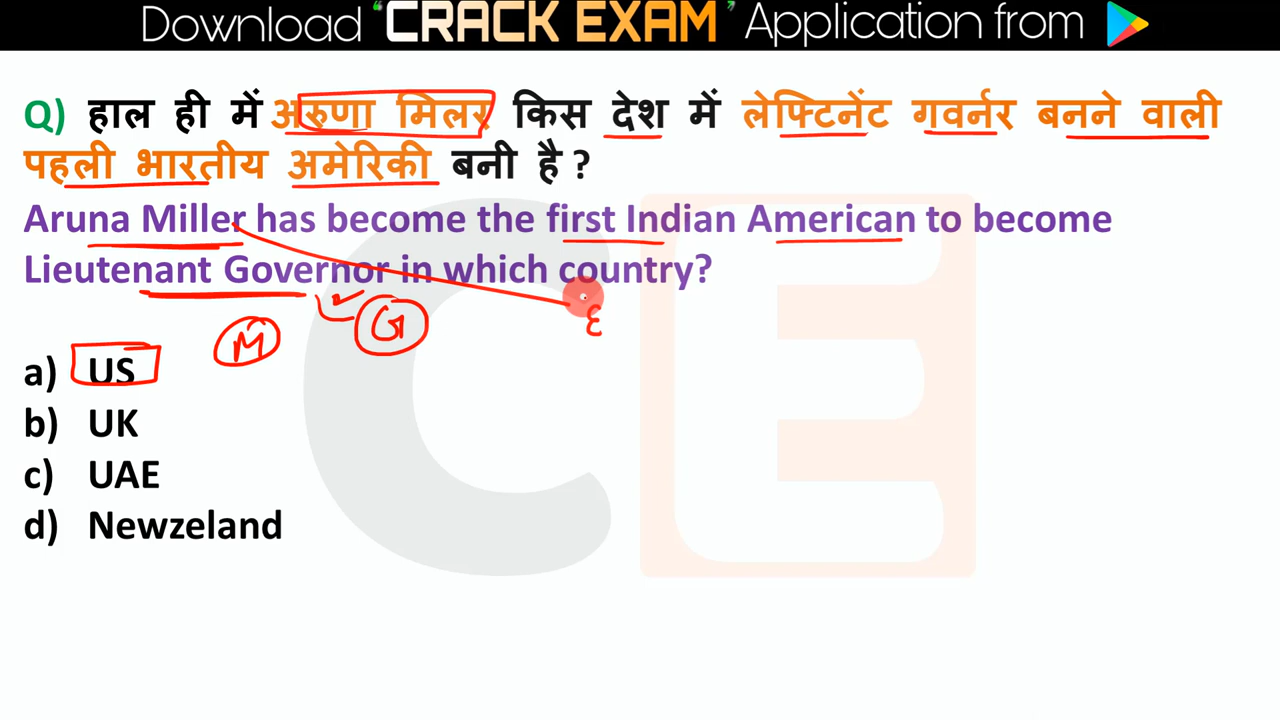 Download "CRACK EXAM" Application from
Q) हाल ही में अरुणा मिलर किस देश में लेफ्टिनेंट गवर्नर बनने वाली
पहली भारतीय अमेरिकी बनी है ?
Aruna Miller has become the first Indian American to become
Lieutenant Governor in which country?
M G
a) US
b) UK
c) UAE
d) Newzeland
CE